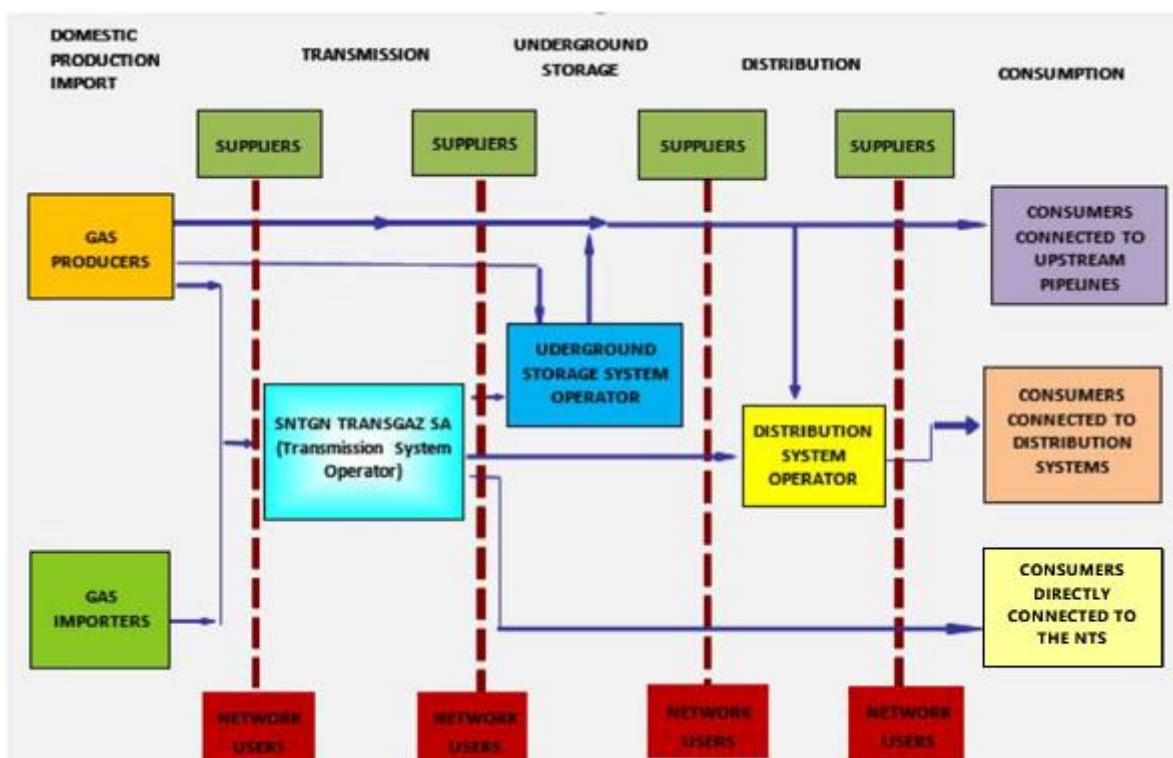 DOMESTIC
PRODUCTION
IMPORT
TRANSMISSION
UNDERGROUND
STORAGE
DISTRIBUTION
CONSUMPTION
SUPPLIERS
SUPPLIERS
SUPPLIERS
SUPPLIERS
GAS
PRODUCERS
CONSUMERS
CONNECTED TO
UPSTREAM
PIPELINES
UDERGROUND
STORAGE SYSTEM
OPERATOR
SNTGN TRANSGAZ SA
(Transmission System
Operator)
DISTRIBUTION
SYSTEM
OPERATOR
CONSUMERS
CONNECTED TO
DISTRIBUTION
SYSTEMS
GAS
IMPORTERS
CONSUMERS
DIRECTLY
CONNECTED TO
THE NTS
NETWORK
USERS
NETWORK
USERS
NETWORK
USERS
NETWORK
USERS